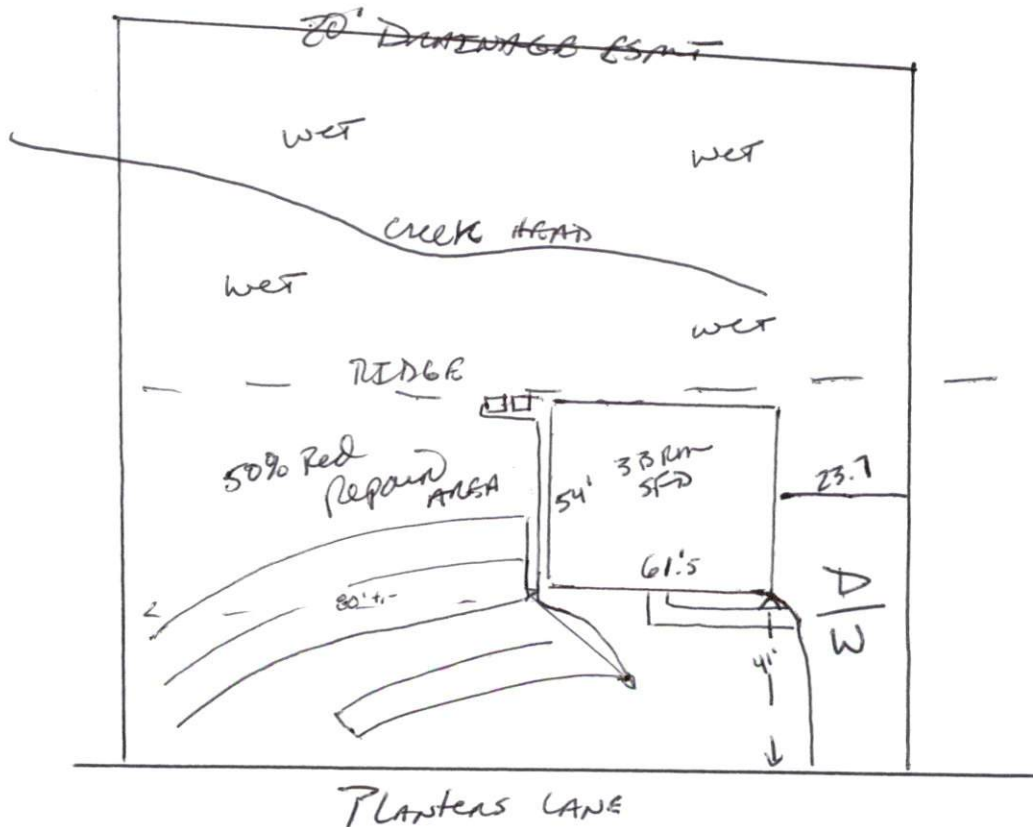 20' DRAINAGE ESMT
WET
WET
CREEK HEAD
WET
WET
RIDGE
50% Red
Repair
AREA
3 BRM
SFD
54'
23.7
61'.5
80' +-
D
W
41'
PLANTERS LANE